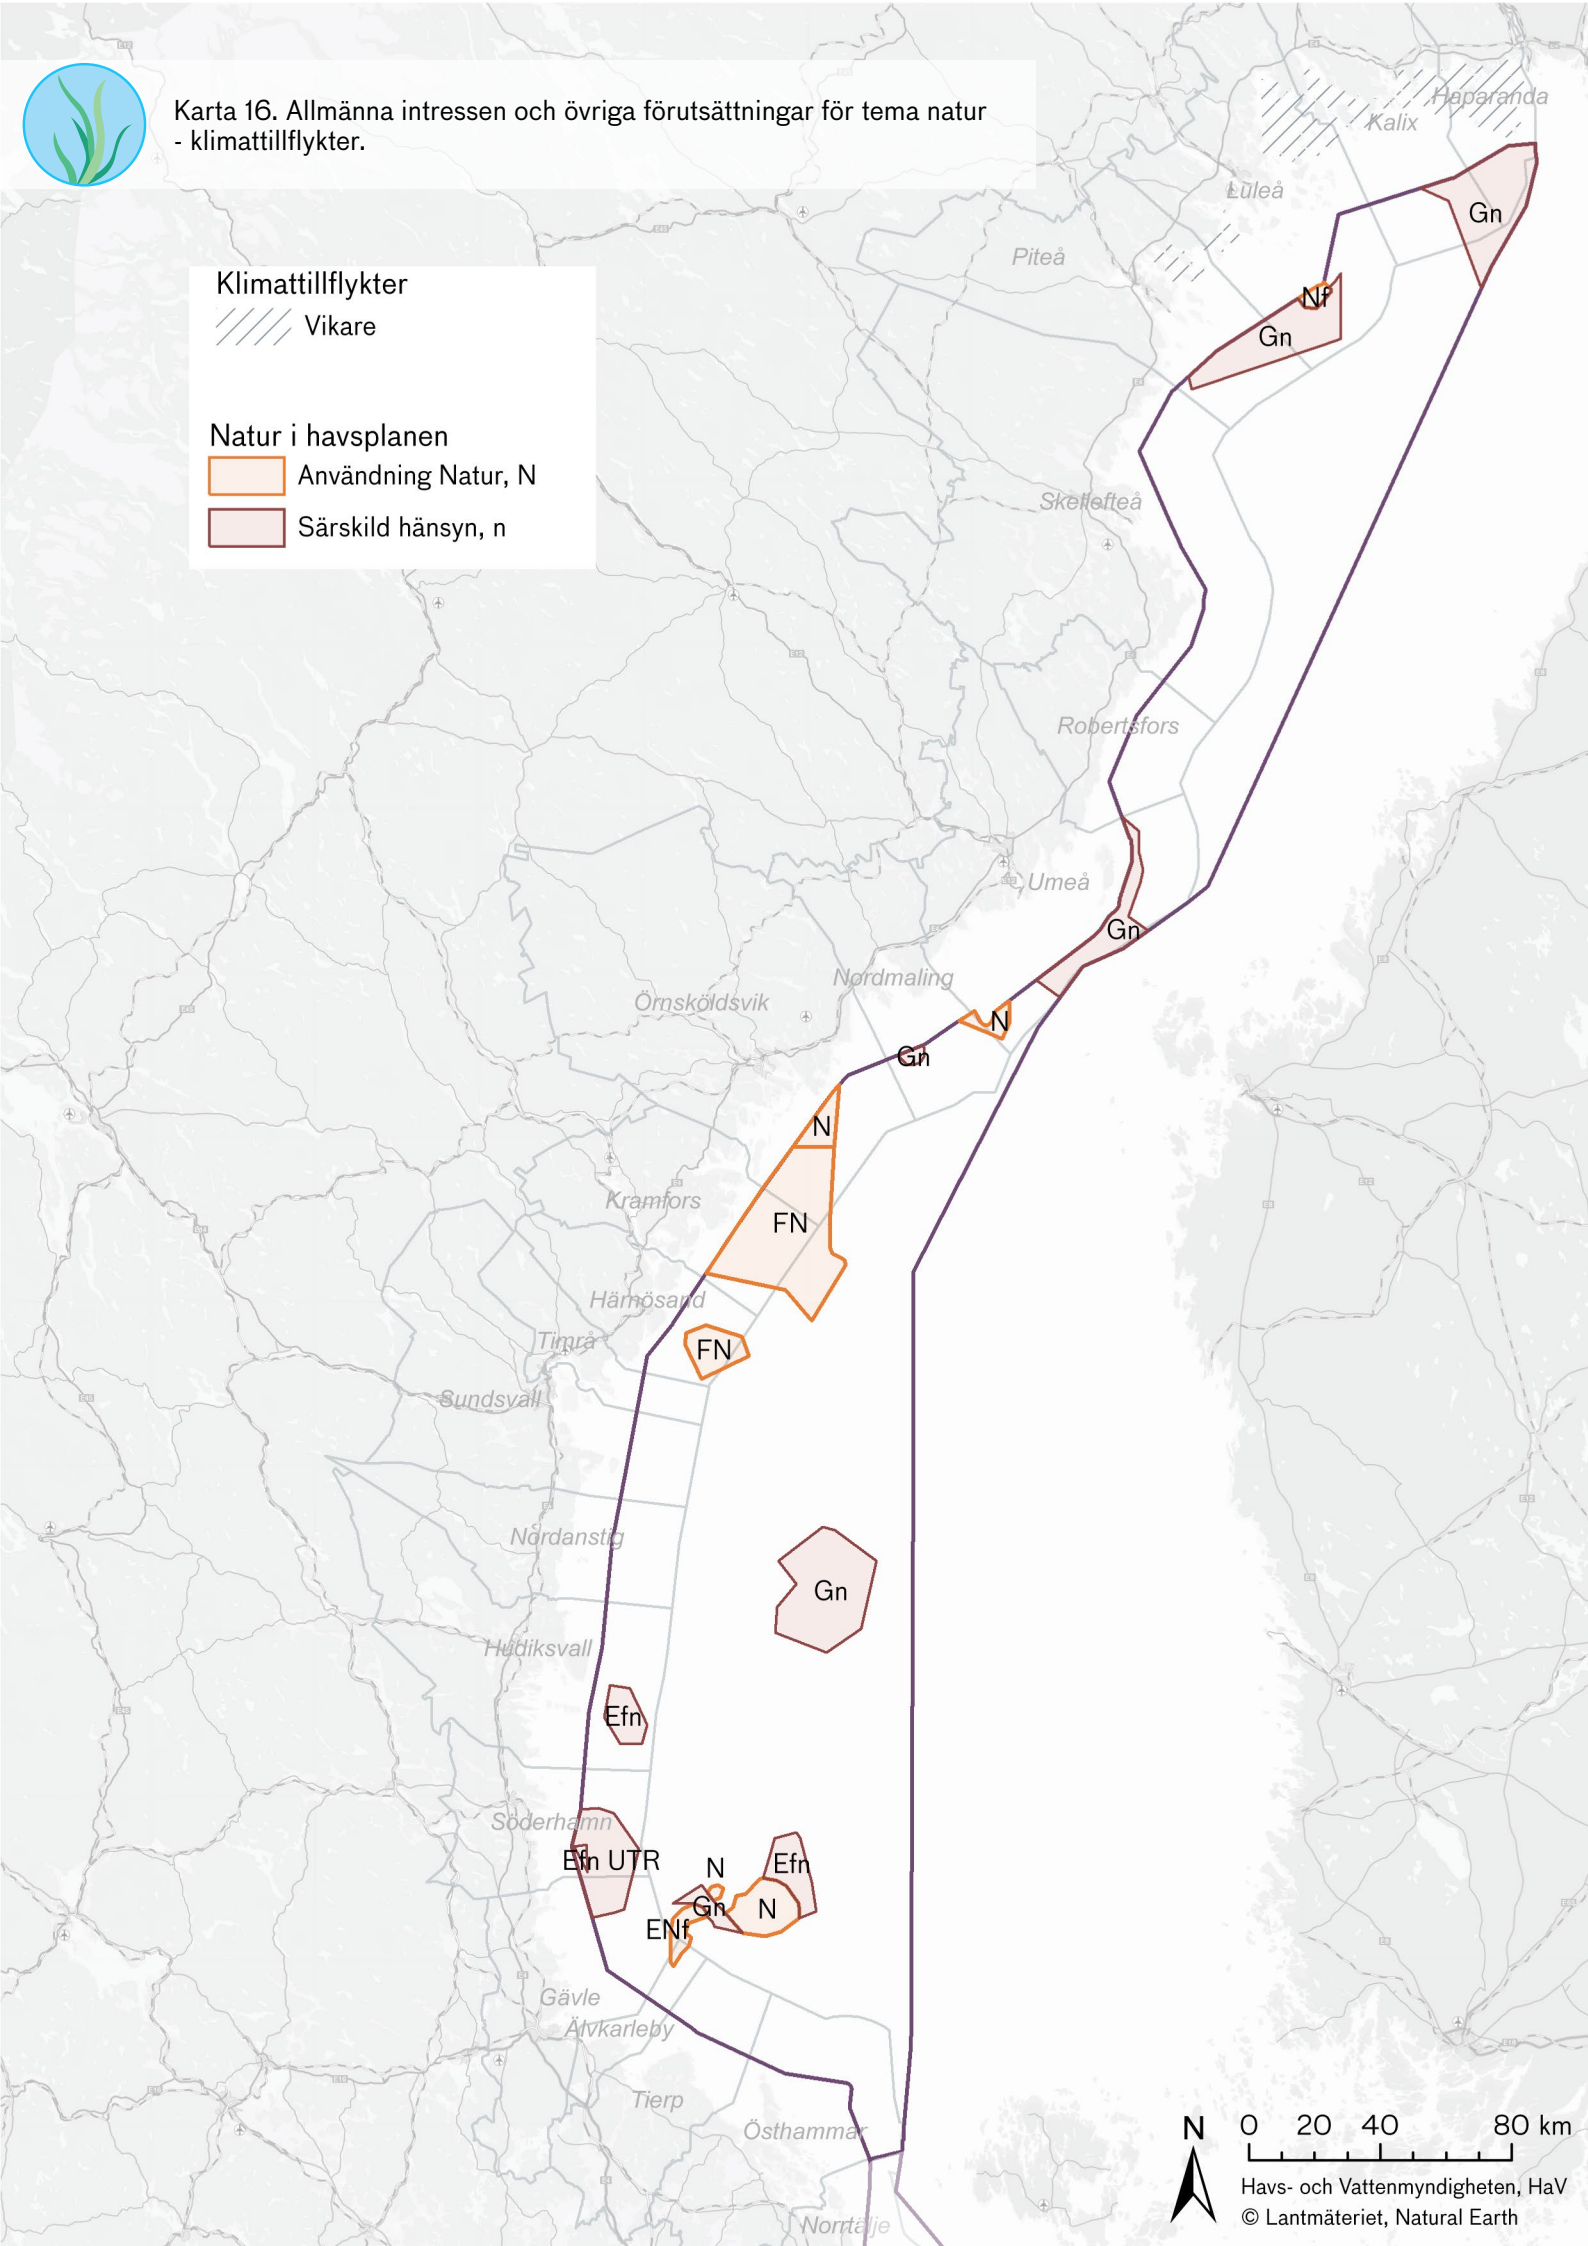 Karta 16. Allmänna intressen och övriga förutsättningar för tema natur
- klimattillflykter.
Klimattillflykter
Vikare
Natur i havsplanen
Användning Natur, N
Särskild hänsyn, n
Haparanda
Kalix
Luleå
Gn
Piteå
Nf
Gn
Skellefteå
Robertsfors
Umeå
Gn
Nordmaling
Örnsköldsvik
N
Gn
N
Kramfors
FN
Härnösand
Timrå
FN
Sundsvall
Nordanstig
Gn
Hudiksvall
Efn
Söderhamn
Efn UTR
N
Efn
Gn
N
ENf
Gävle
Älvkarleby
Tierp
Östhammar
Norrtälje
N
0 20 40 80 km
Havs- och Vattenmyndigheten, HaV
© Lantmäteriet, Natural Earth